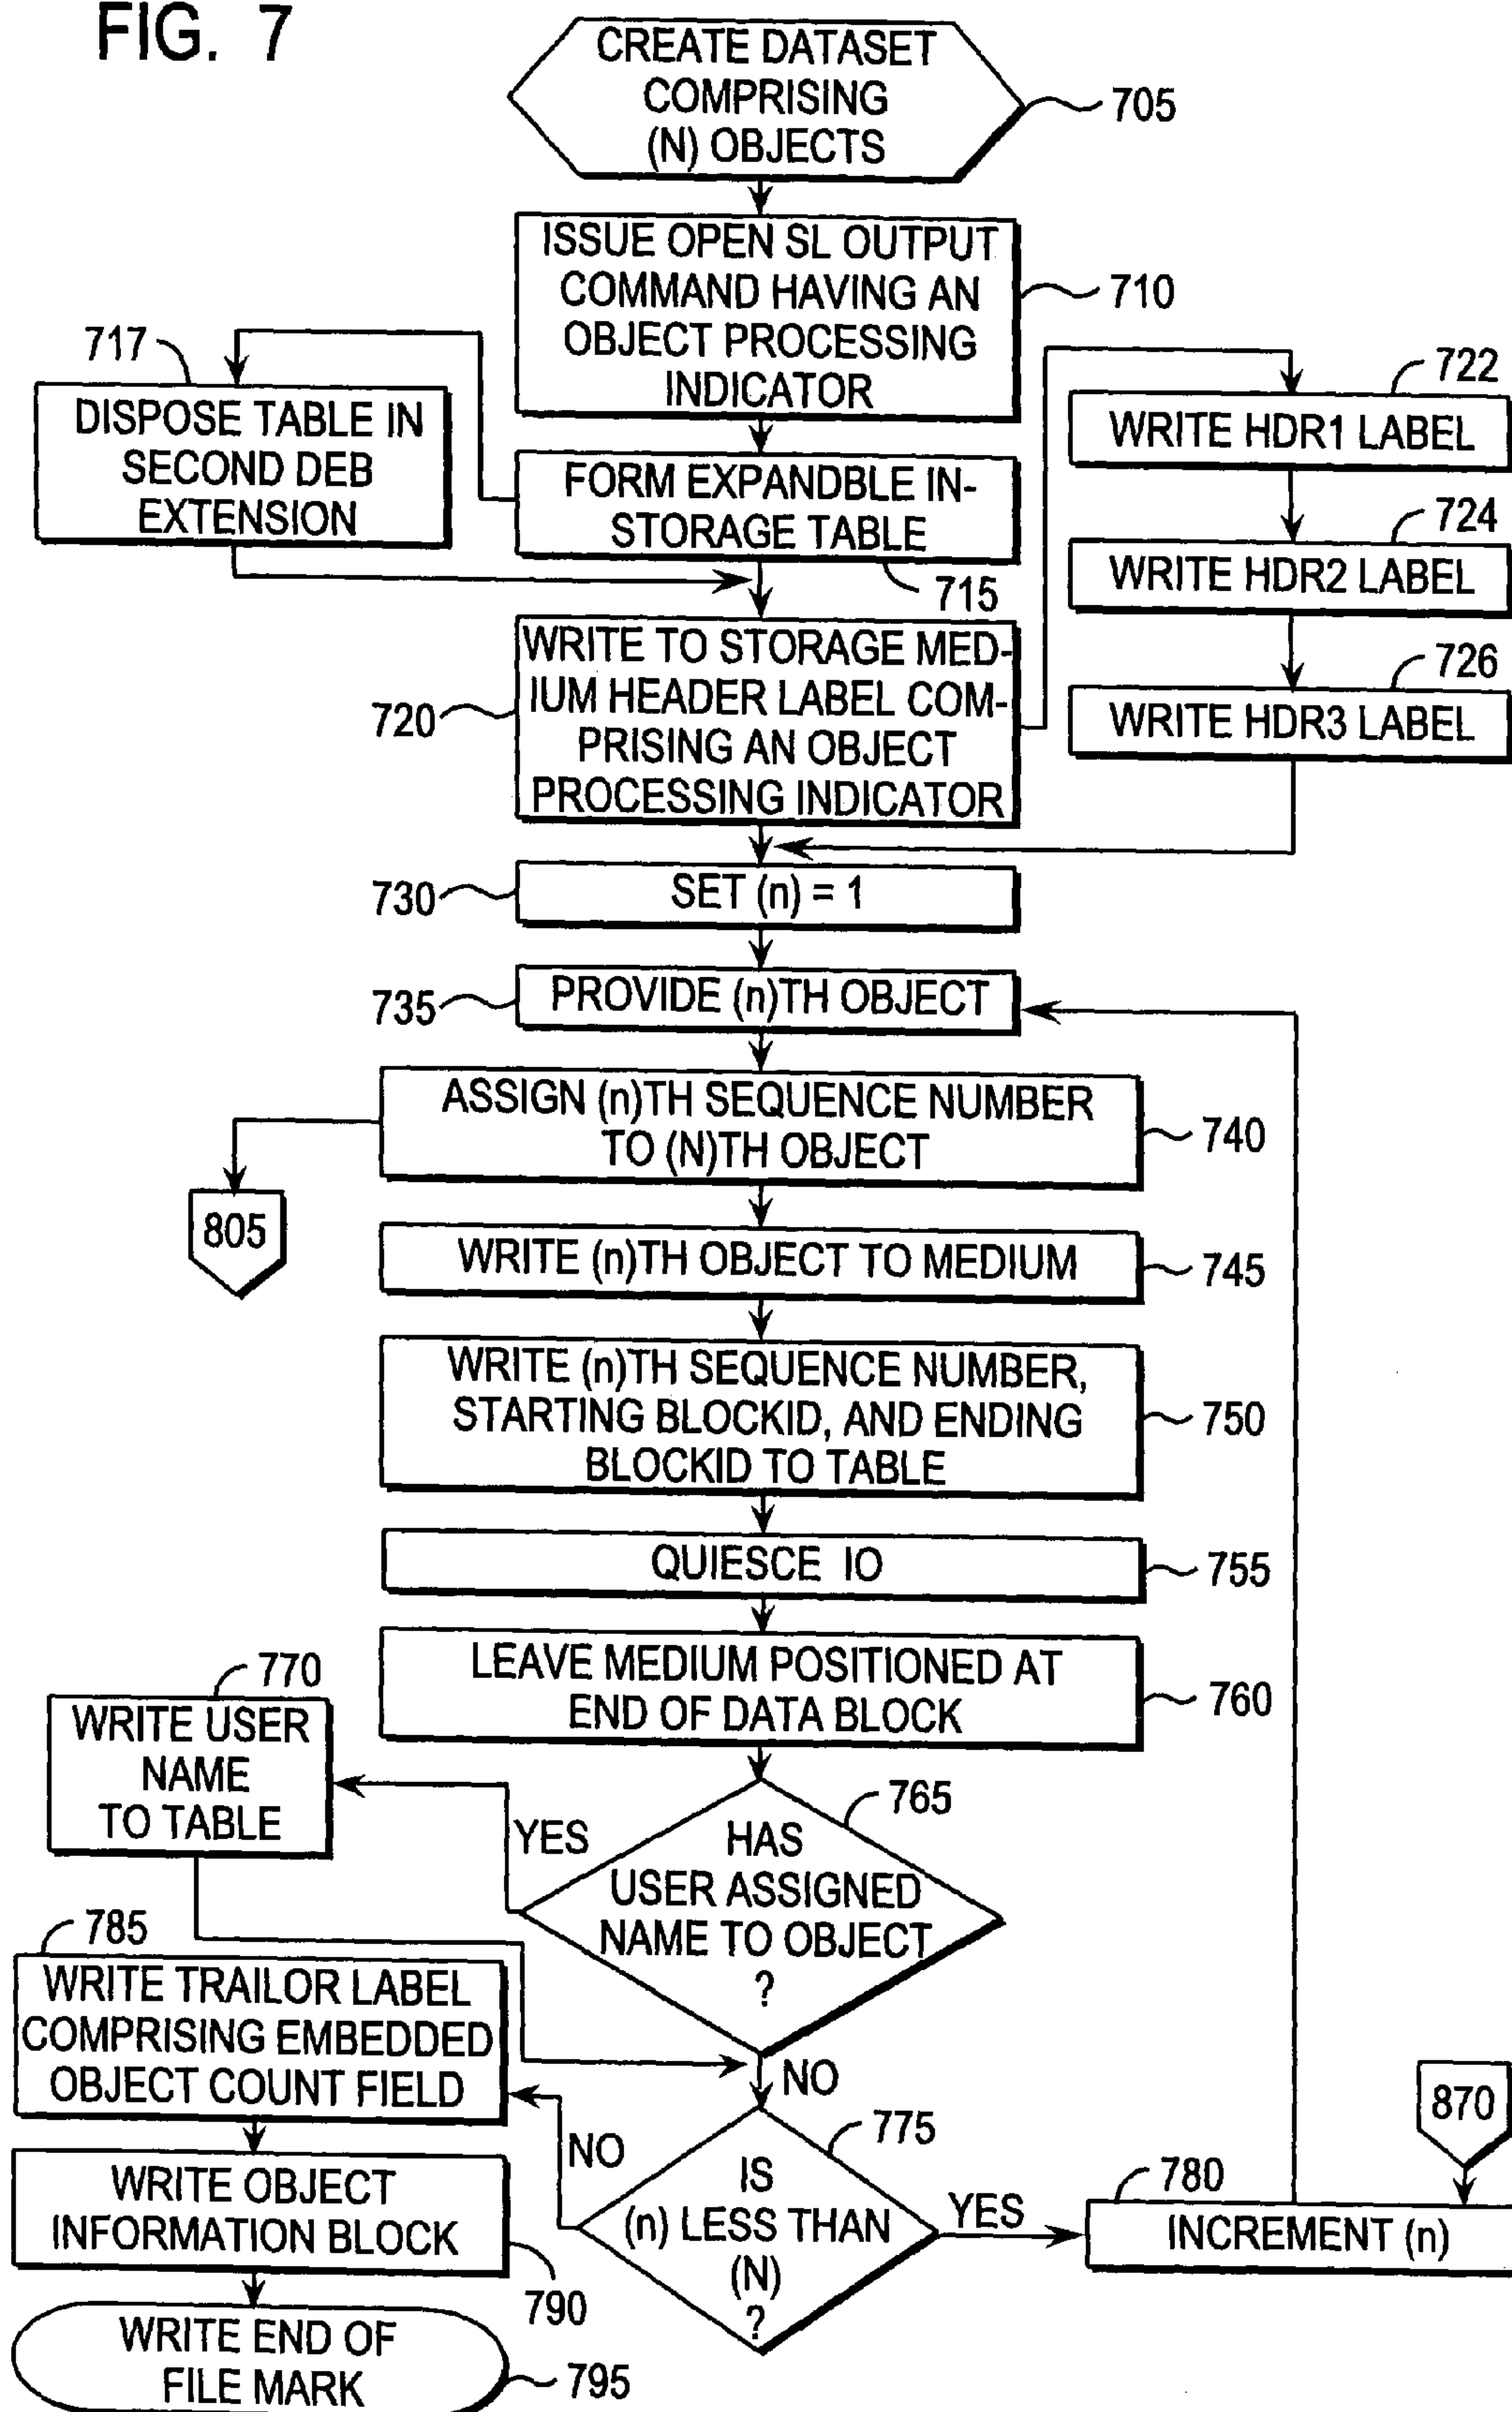 FIG. 7
CREATE DATASET
COMPRISING
(N) OBJECTS
705
ISSUE OPEN SL OUTPUT
COMMAND HAVING AN
OBJECT PROCESSING
INDICATOR
710
717
DISPOSE TABLE IN
SECOND DEB
EXTENSION
FORM EXPANDBLE IN-
STORAGE TABLE
715
722
WRITE HDR1 LABEL
724
WRITE HDR2 LABEL
726
WRITE HDR3 LABEL
WRITE TO STORAGE MED-
IUM HEADER LABEL COM-
PRISING AN OBJECT
PROCESSING INDICATOR
720
730
SET (n) = 1
735
PROVIDE (n)TH OBJECT
ASSIGN (n)TH SEQUENCE NUMBER
TO (N)TH OBJECT
740
805
WRITE (n)TH OBJECT TO MEDIUM
745
WRITE (n)TH SEQUENCE NUMBER,
STARTING BLOCKID, AND ENDING
BLOCKID TO TABLE
750
QUIESCE IO
755
LEAVE MEDIUM POSITIONED AT
END OF DATA BLOCK
760
770
WRITE USER
NAME
TO TABLE
YES
765
HAS
USER ASSIGNED
NAME TO OBJECT
?
NO
785
WRITE TRAILOR LABEL
COMPRISING EMBEDDED
OBJECT COUNT FIELD
NO
775
IS
(n) LESS THAN
(N)
?
YES
870
780
INCREMENT (n)
WRITE OBJECT
INFORMATION BLOCK
790
WRITE END OF
FILE MARK
795